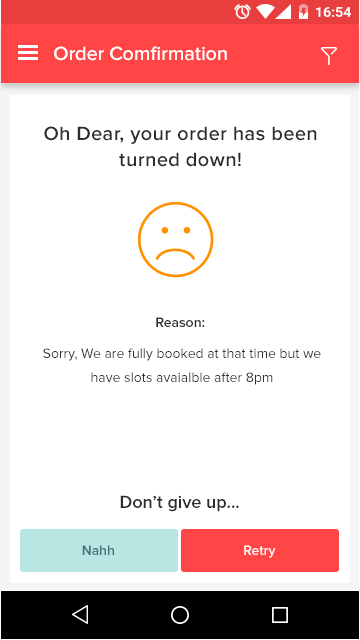 16:54
Order Comfirmation
Oh Dear, your order has been
turned down!
Reason:
Sorry, We are fully booked at that time but we
have slots avaialble after 8pm
Don't give up...
Nahh
Retry